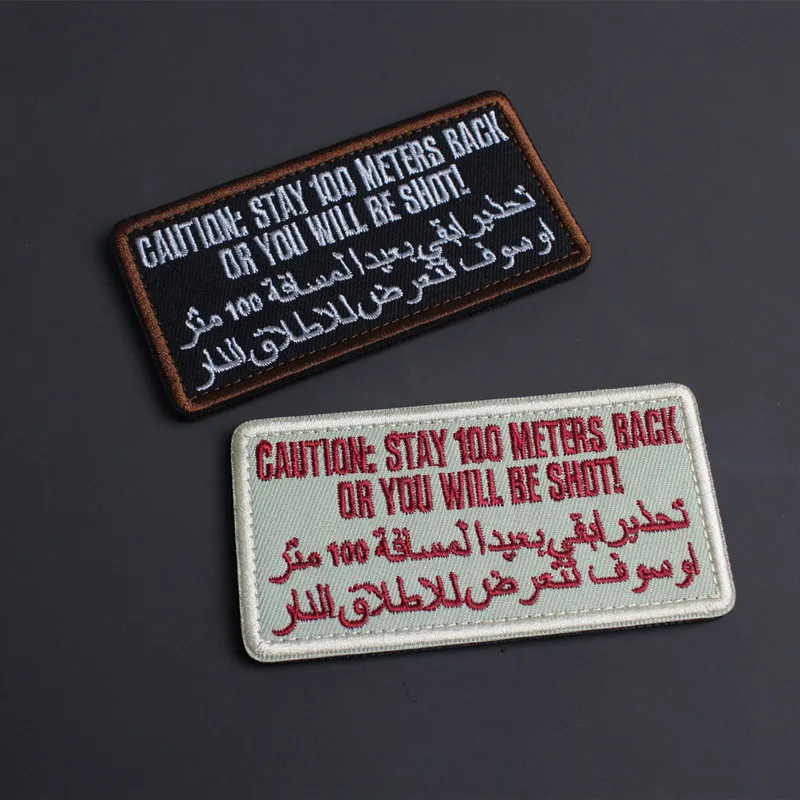 CAUTION: STAY 100 METERS BACK
OR YOU WILL BE SHOT!
تحذير ابقي بعيدا لمسافة 100 متر
او سوف تتعرض للاطلاق النار
CAUTION: STAY 100 METERS BACK
OR YOU WILL BE SHOT!
تحذير ابقي بعيدا لمسافة 100 متر
او سوف تتعرض للاطلاق النار